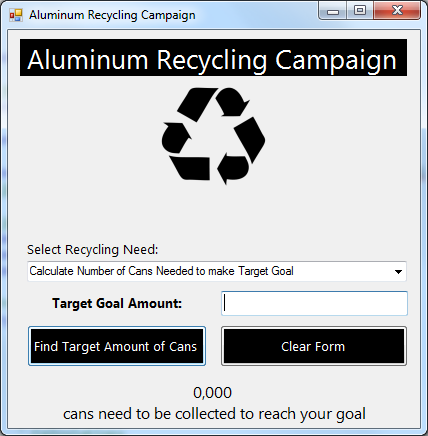 Aluminum Recycling Campaign
Aluminum Recycling Campaign
Select Recycling Need:
Calculate Number of Cans Needed to make Target Goal
Target Goal Amount:
Find Target Amount of Cans
Clear Form
0,000
cans need to be collected to reach your goal